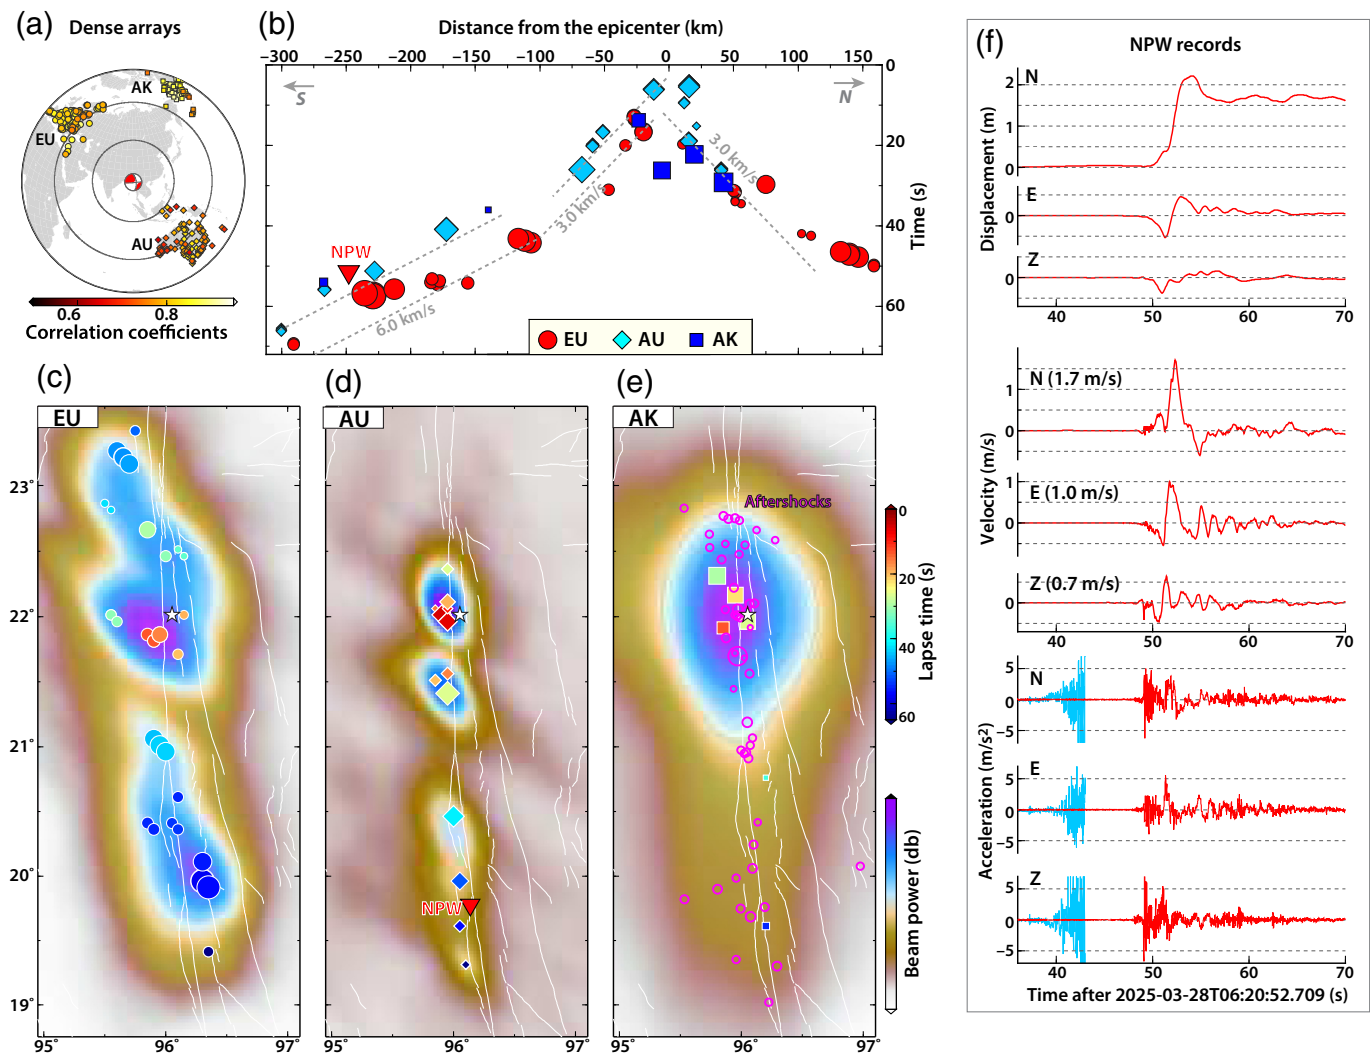 (a) Dense arrays
AK
EU
AU
0.6 0.8
Correlation coefficients
(b) Distance from the epicenter (km)
−300 −250 −200 −150 −100 −50 0 50 100 150
S N
0
20
40
60
Time (s)
3.0 km/s
3.0 km/s
6.0 km/s
NPW
EU AU AK
(c)
EU
23°
22°
21°
20°
19°
95° 96° 97°
(d)
AU
NPW
95° 96° 97°
(e)
AK
Aftershocks
95° 96° 97°
0
20
40
60
Lapse time (s)
Beam power (db)
(f) NPW records
Displacement (m)
N
2
1
0
E
0
Z
0
40 50 60 70
Velocity (m/s)
N (1.7 m/s)
1
0
E (1.0 m/s)
1
0
Z (0.7 m/s)
0
40 50 60 70
Acceleration (m/s²)
N
5
0
−5
E
5
0
−5
Z
5
0
−5
40 50 60 70
Time after 2025-03-28T06:20:52.709 (s)